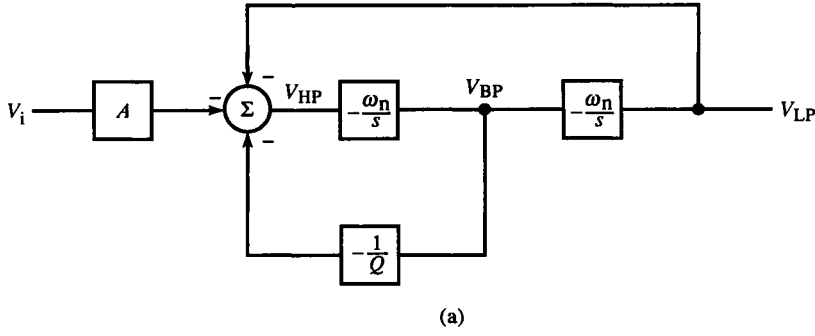 V_i
A
−
−
−
Σ
V_HP
−ω_n/s
V_BP
−ω_n/s
V_LP
−1/Q
(a)